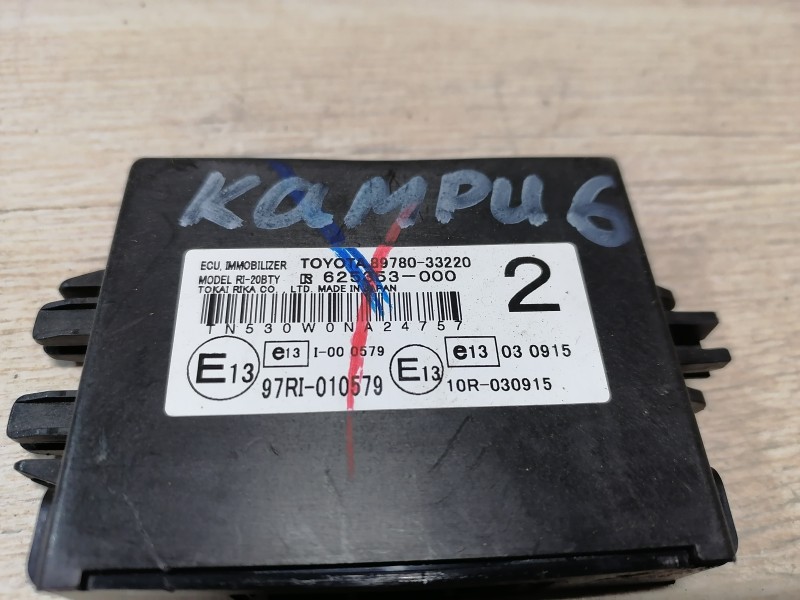 КАМРИ 6
ECU, IMMOBILIZER TOYOTA 89780-33220
MODEL RI-20BTY 625353-000
TOKAI RIKA CO., LTD. MADE IN JAPAN
2
TN530W0NA24757
E13 e13 I-00 0579 E13 e13 03 0915
97RI-010579 10R-030915